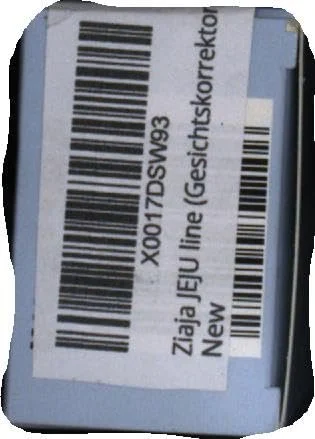 X0017DSW93
Ziaja JEJU line (Gesichtskorrektor
New